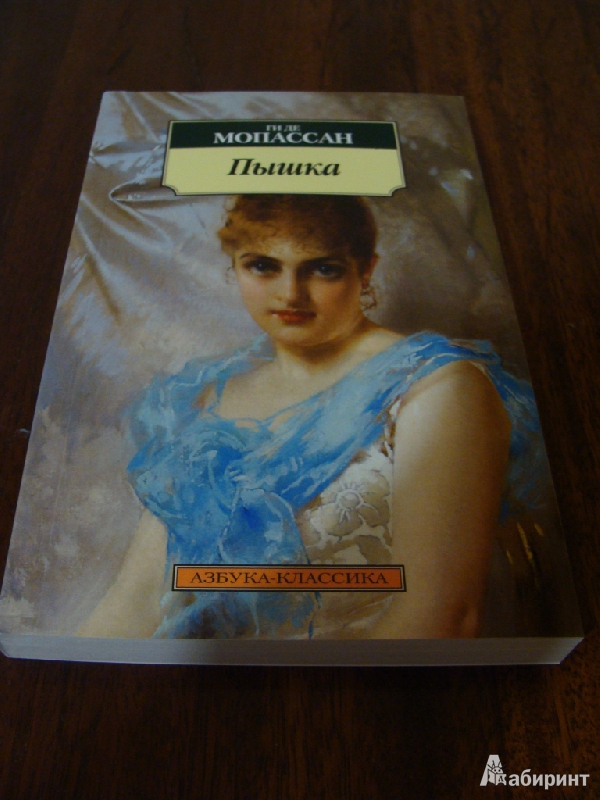 ГИ ДЕ
МОПАССАН
Пышка
АЗБУКА-КЛАССИКА
Лабиринт